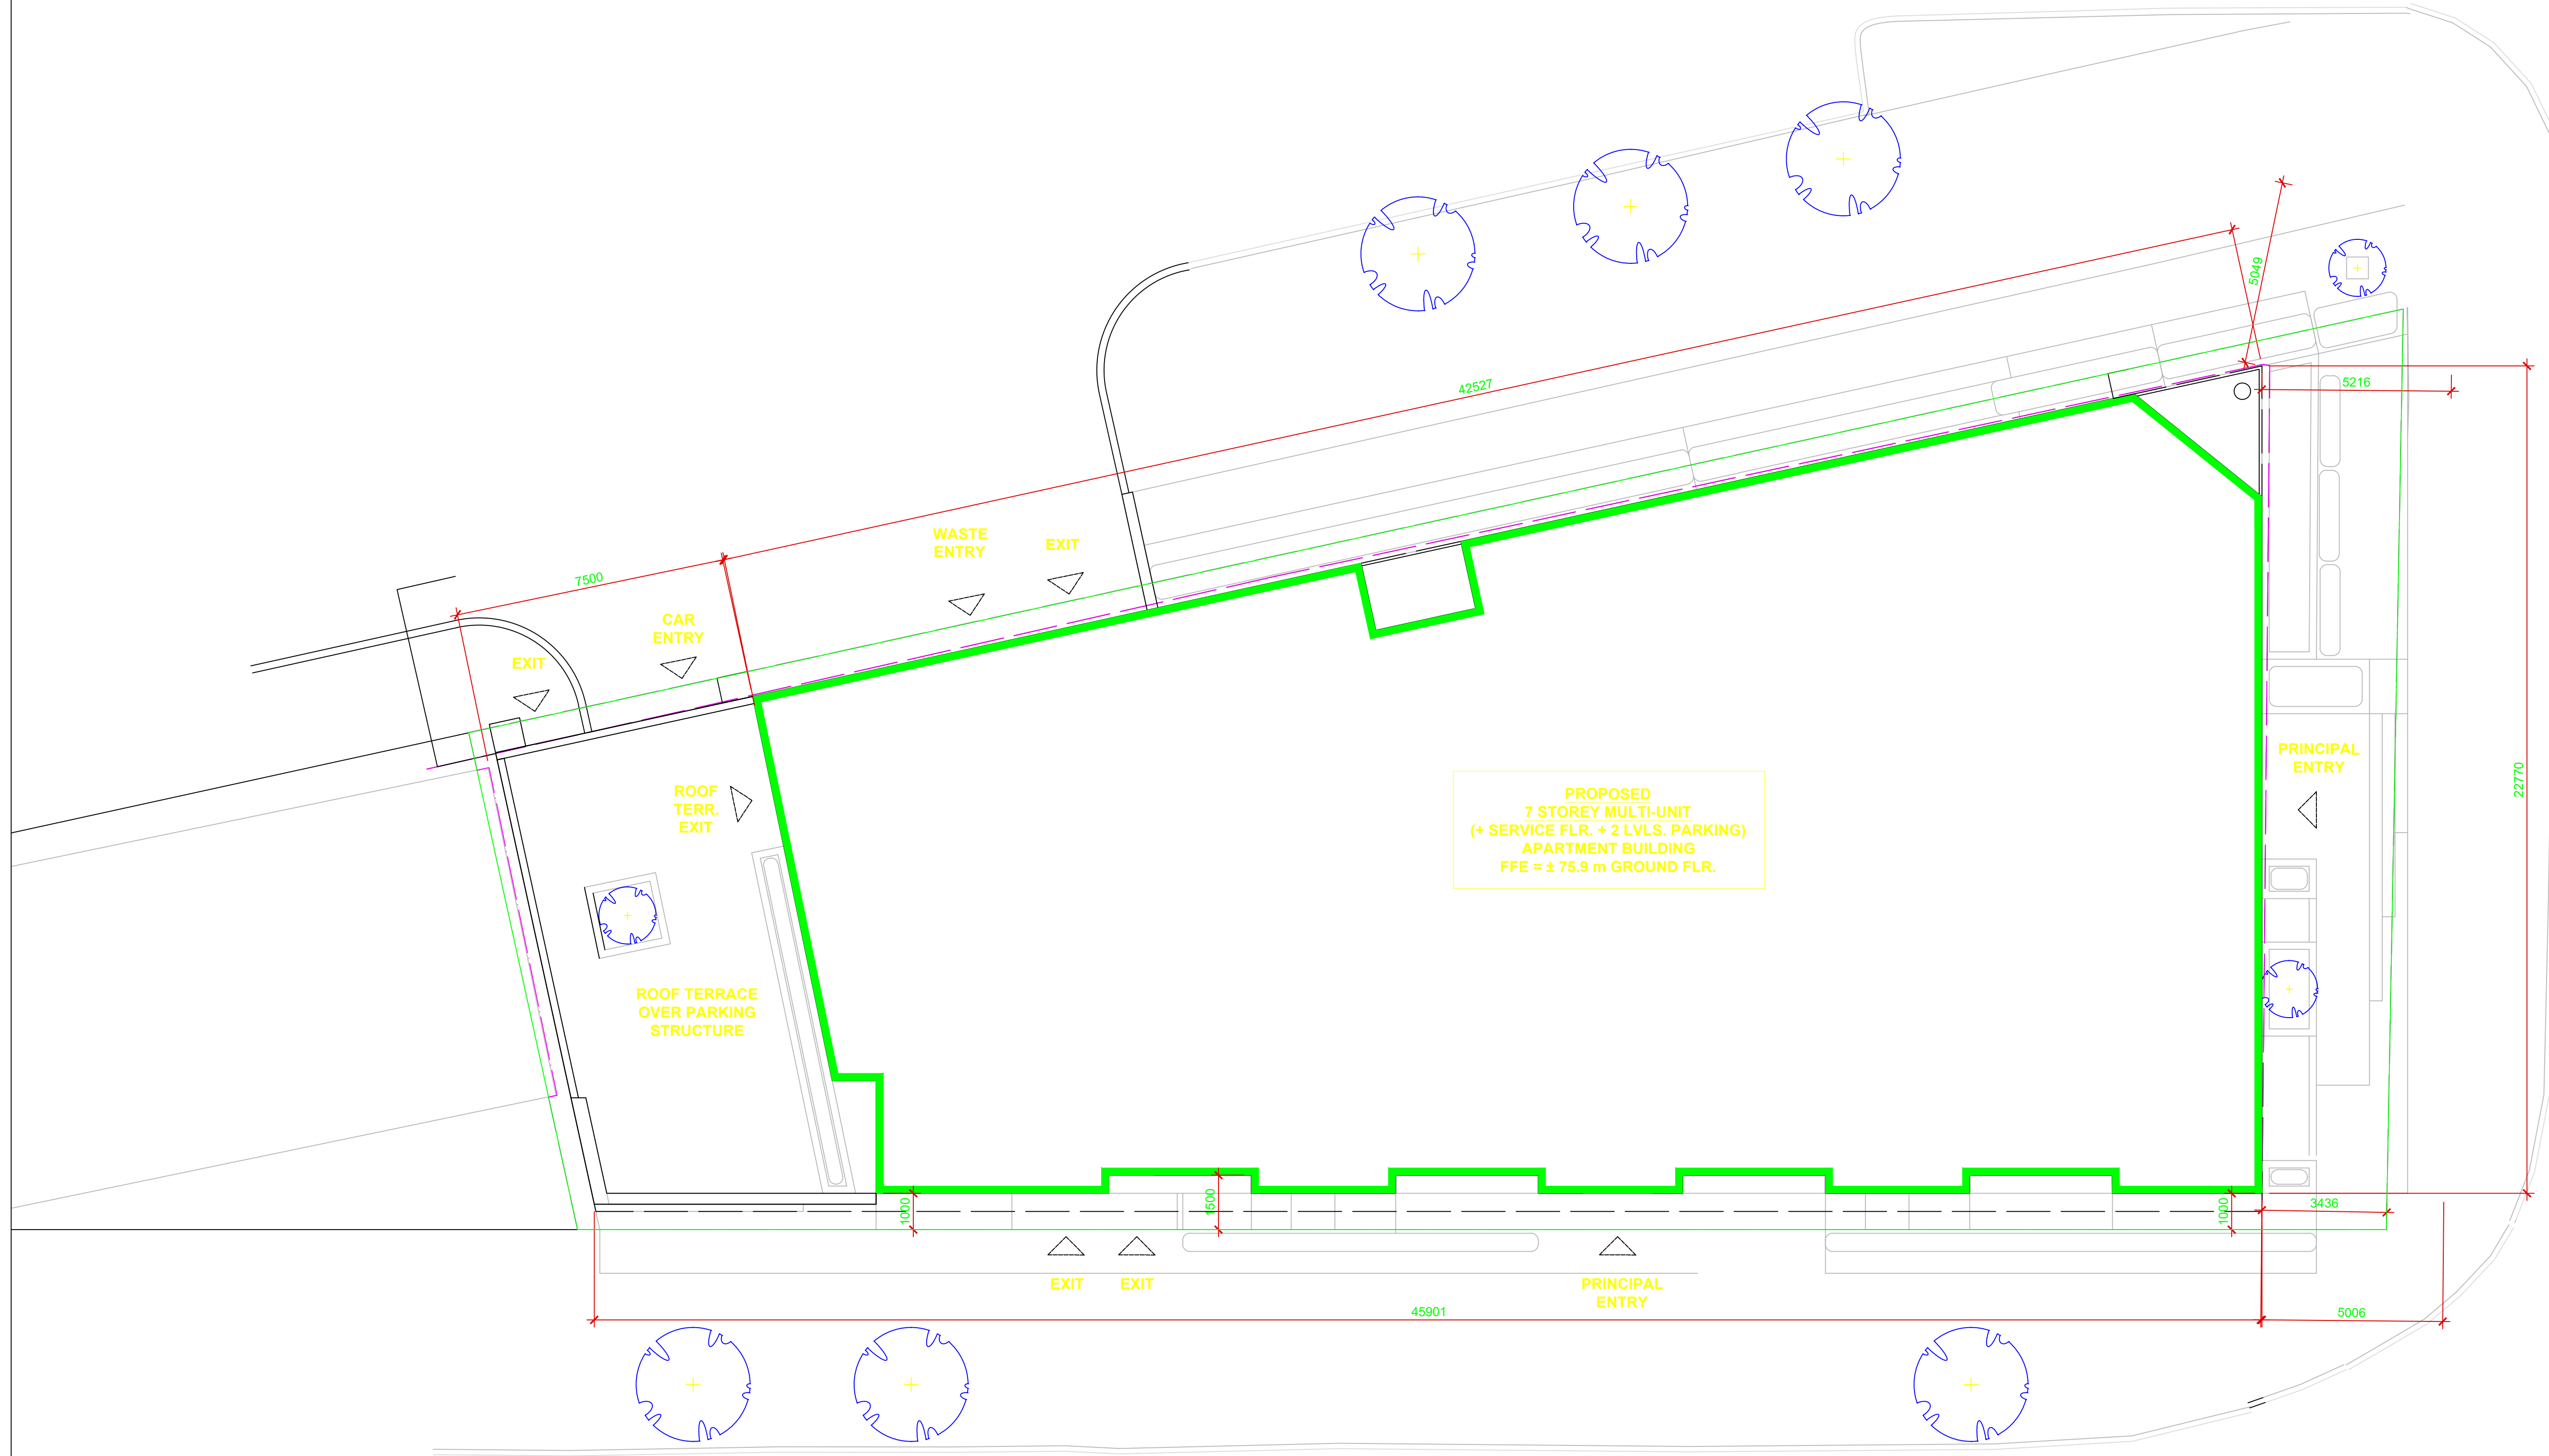 5049
5216
42527
WASTE
ENTRY
EXIT
7500
CAR
ENTRY
EXIT
PRINCIPAL
ENTRY
22770
ROOF
TERR.
EXIT
PROPOSED
7 STOREY MULTI-UNIT
(+ SERVICE FLR. + 2 LVLS. PARKING)
APARTMENT BUILDING
FFE = ± 75.9 m GROUND FLR.
ROOF TERRACE
OVER PARKING
STRUCTURE
1000
1500
1000
3436
EXIT
EXIT
PRINCIPAL
ENTRY
45901
5006